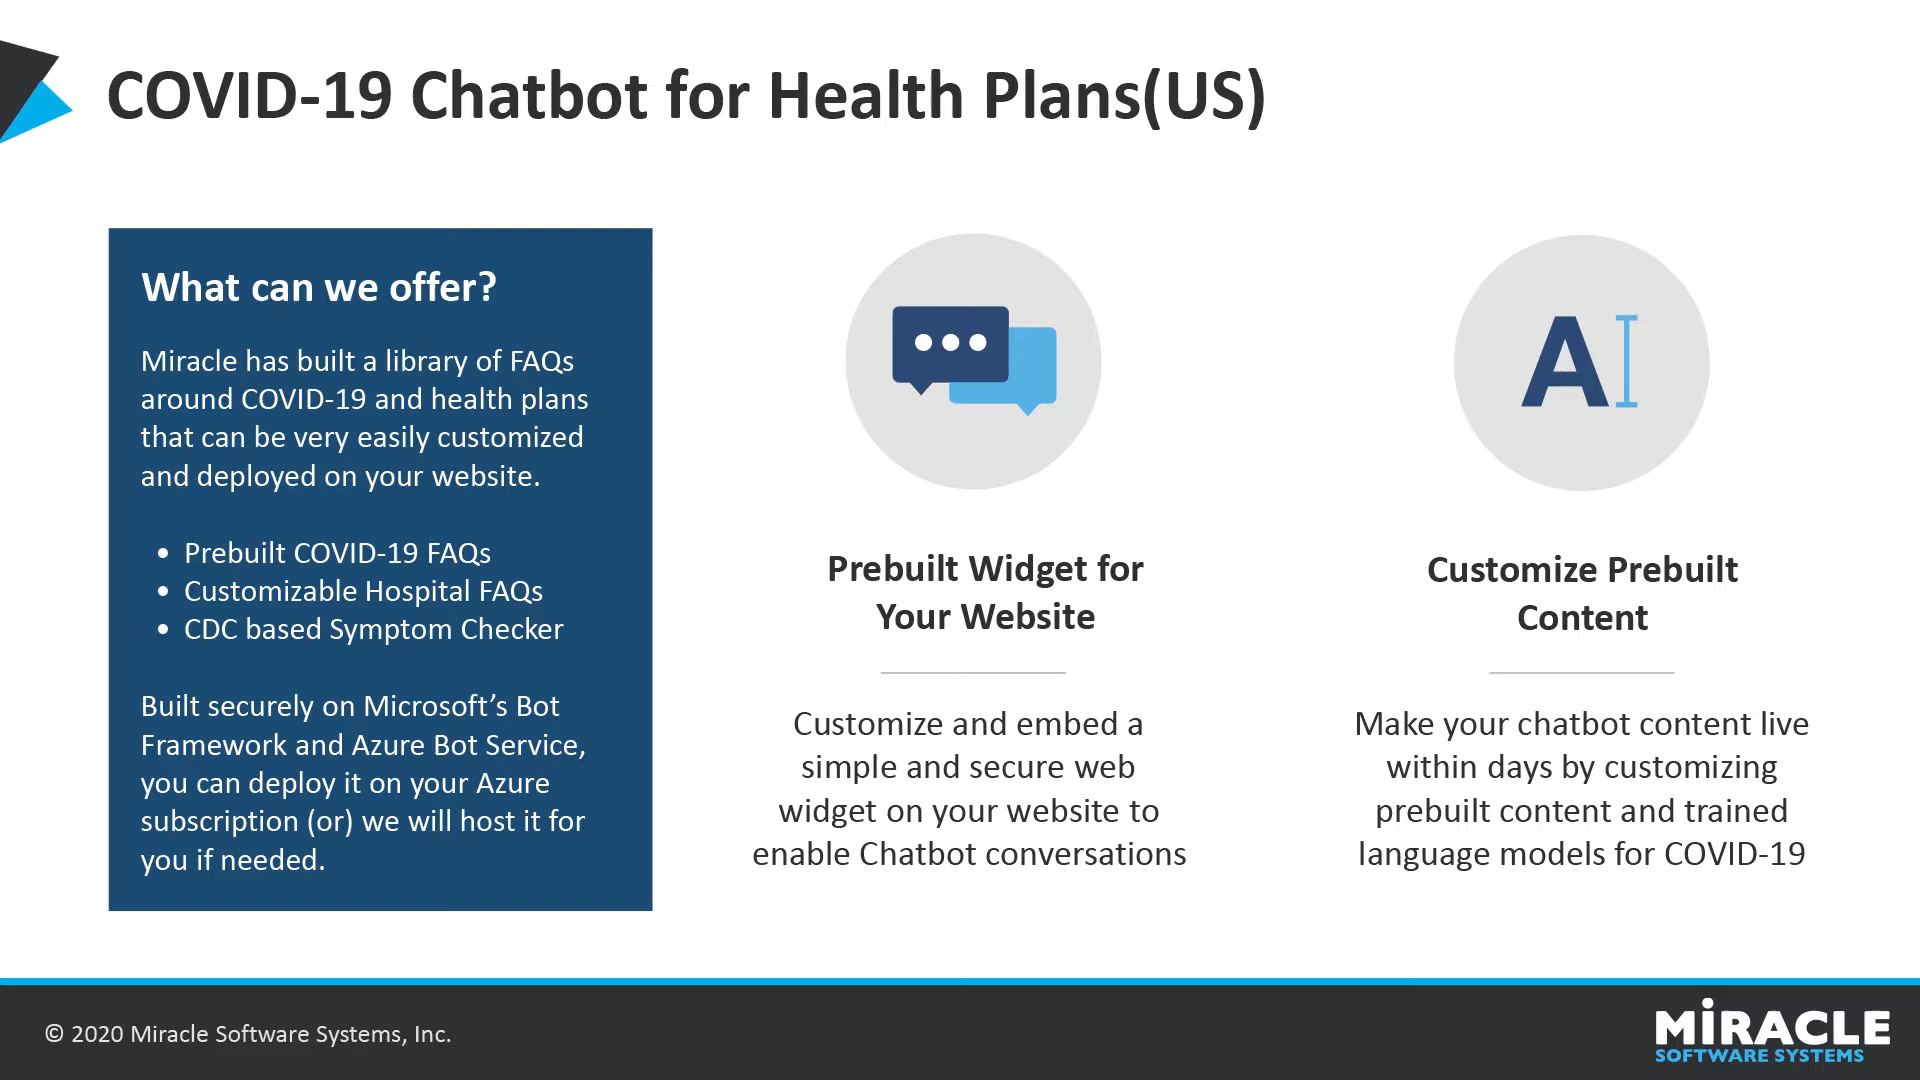 COVID-19 Chatbot for Health Plans(US)
What can we offer?
Miracle has built a library of FAQs
around COVID-19 and health plans
that can be very easily customized
and deployed on your website.
• Prebuilt COVID-19 FAQs
• Customizable Hospital FAQs
• CDC based Symptom Checker
Built securely on Microsoft’s Bot
Framework and Azure Bot Service,
you can deploy it on your Azure
subscription (or) we will host it for
you if needed.
Prebuilt Widget for
Your Website
Customize and embed a
simple and secure web
widget on your website to
enable Chatbot conversations
A
Customize Prebuilt
Content
Make your chatbot content live
within days by customizing
prebuilt content and trained
language models for COVID-19
© 2020 Miracle Software Systems, Inc.
MiRACLE
SOFTWARE SYSTEMS